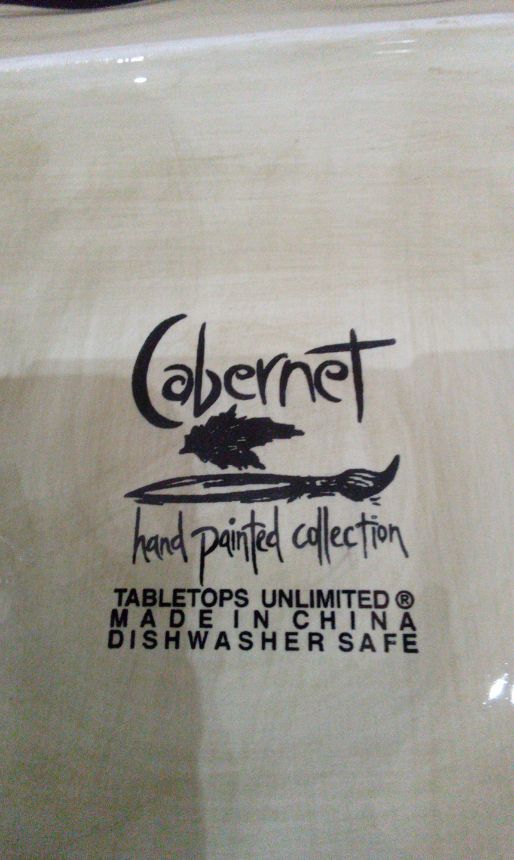 Cabernet
hand painted collection
TABLETOPS UNLIMITED®
MADE IN CHINA
DISHWASHER SAFE